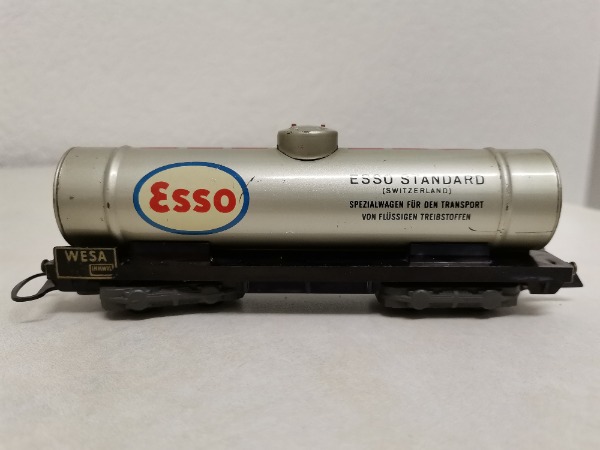 Esso
ESSO STANDARD
(SWITZERLAND)
SPEZIALWAGEN FÜR DEN TRANSPORT
VON FLÜSSIGEN TREIBSTOFFEN
WESA